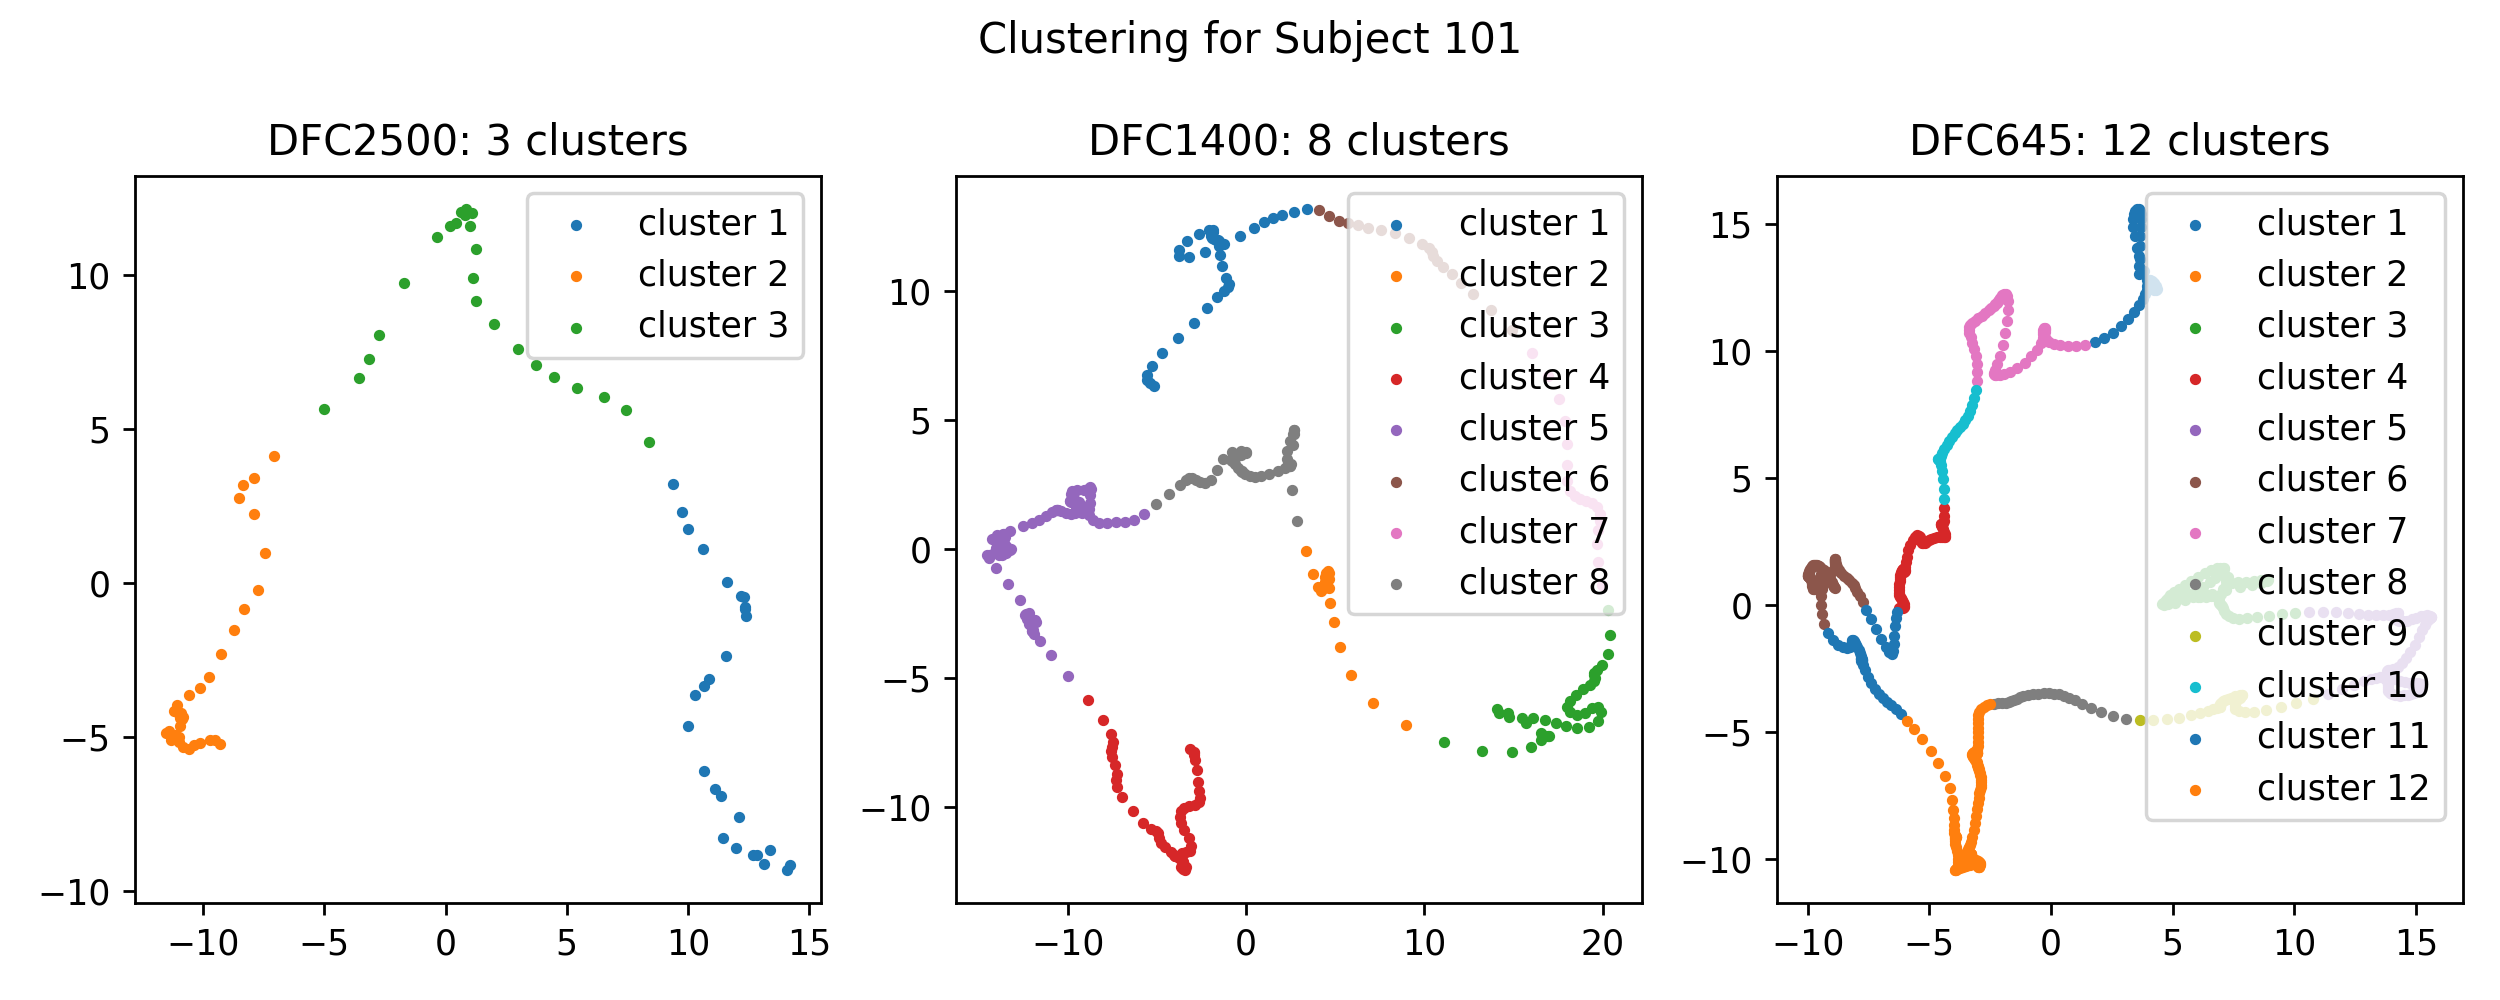 Clustering for Subject 101
DFC2500: 3 clusters
10
5
0
−5
−10
−10
−5
0
5
10
15
cluster 1
cluster 2
cluster 3
DFC1400: 8 clusters
10
5
0
−5
−10
−10
0
10
20
cluster 1
cluster 2
cluster 3
cluster 4
cluster 5
cluster 6
cluster 7
cluster 8
DFC645: 12 clusters
15
10
5
0
−5
−10
−10
−5
0
5
10
15
cluster 1
cluster 2
cluster 3
cluster 4
cluster 5
cluster 6
cluster 7
cluster 8
cluster 9
cluster 10
cluster 11
cluster 12